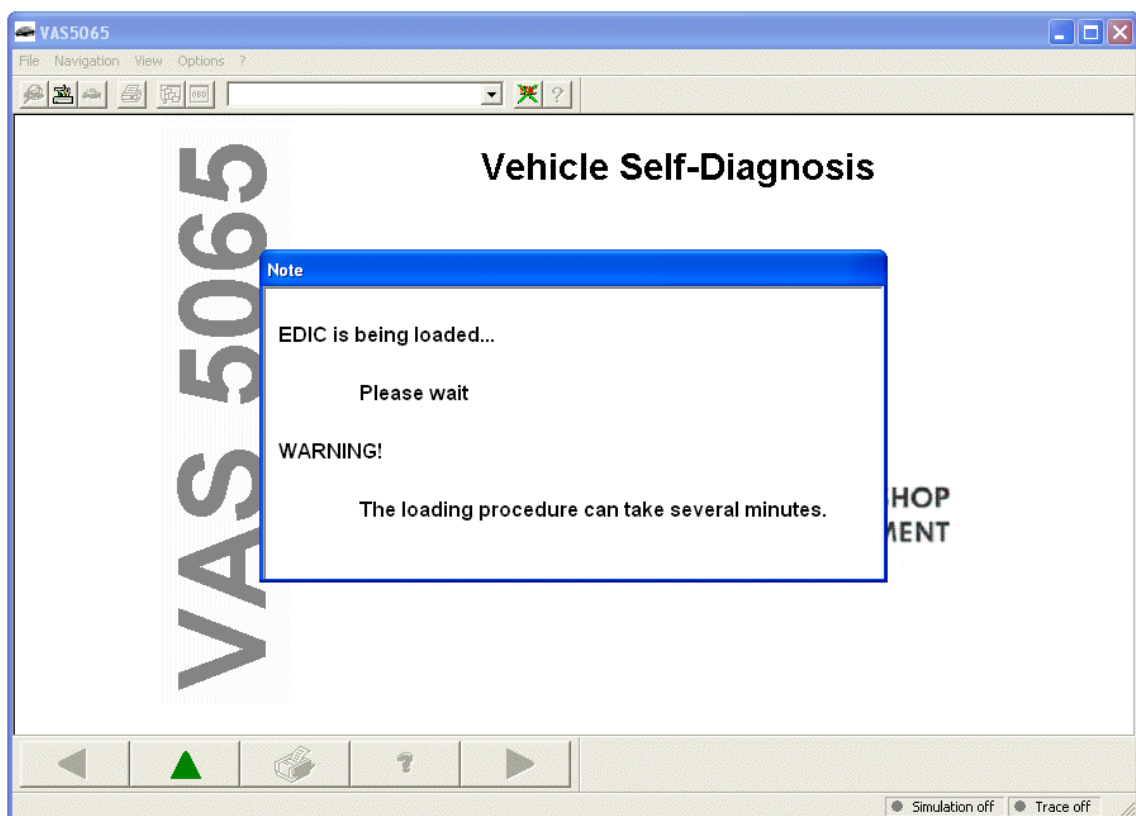 VAS5065
File Navigation View Options ?
OBD ?
VAS 5065
Vehicle Self-Diagnosis
Note
EDIC is being loaded...
Please wait
WARNING!
The loading procedure can take several minutes.
HOP
MENT
?
Simulation off Trace off